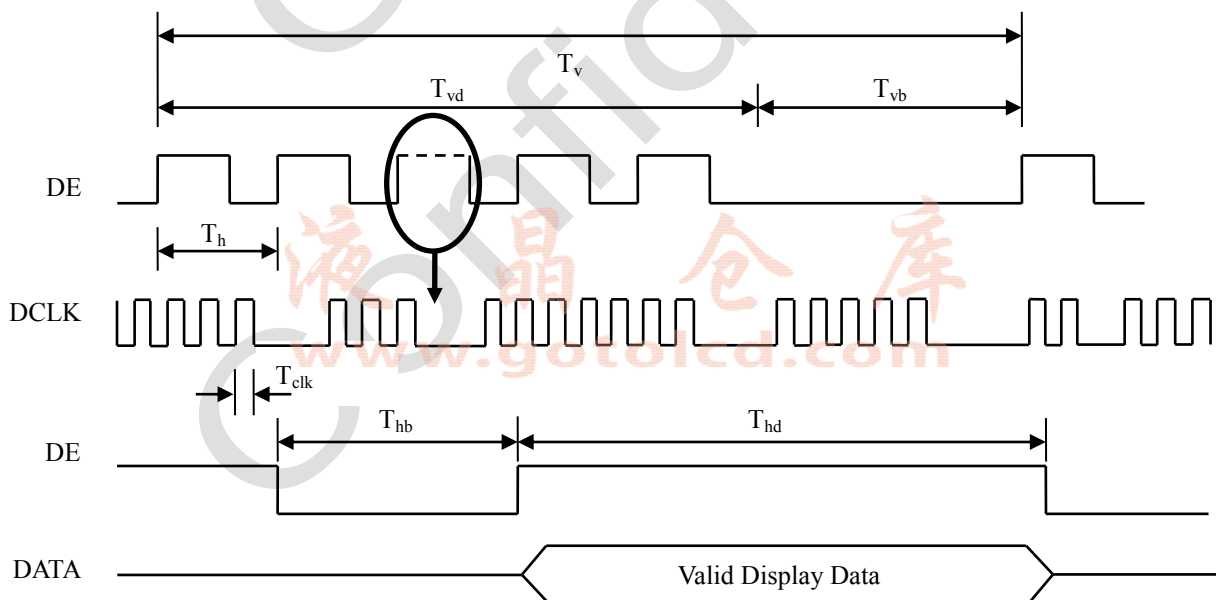 Tv
Tvd
Tvb
DE
Th
DCLK
Tclk
Thb
Thd
DE
DATA
Valid Display Data
液晶仓库
www.gotolcd.com
Confid